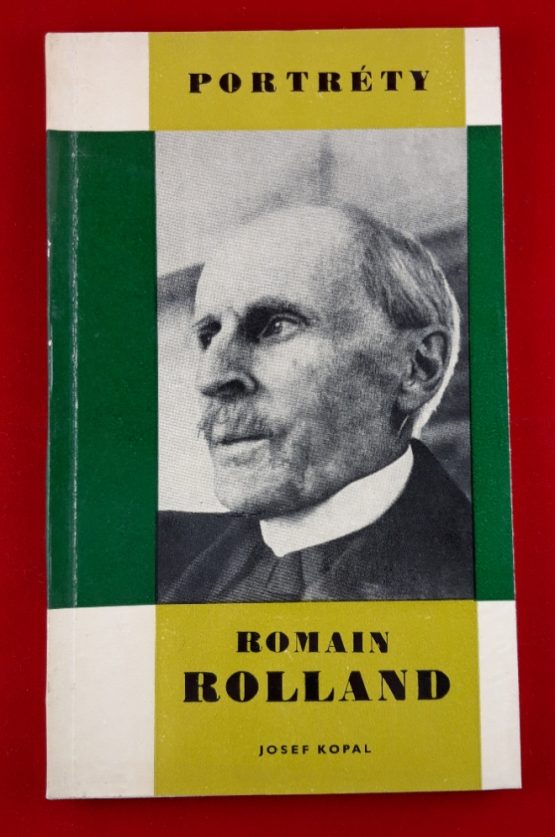 PORTRÉTY
ROMAIN
ROLLAND
JOSEF KOPAL